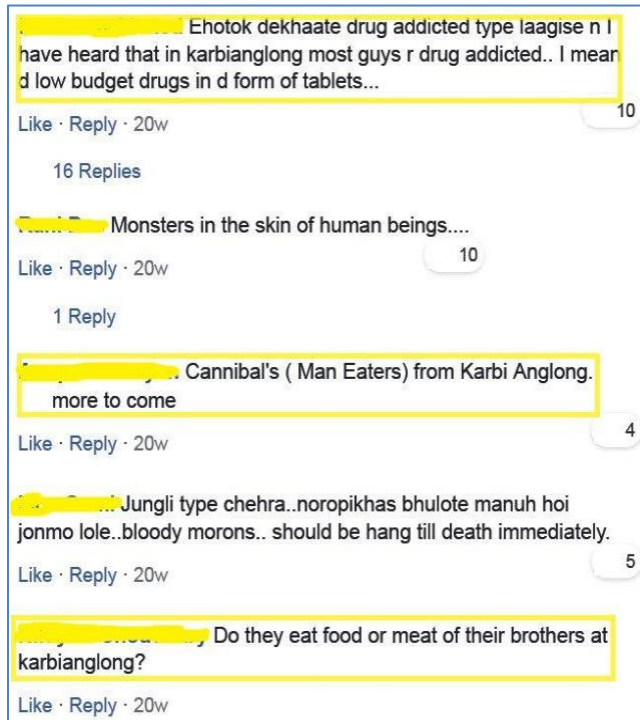 Ehotok dekhaate drug addicted type laagise n I
have heard that in karbianglong most guys r drug addicted.. I mean
d low budget drugs in d form of tablets...
10
Like · Reply · 20w
16 Replies
Monsters in the skin of human beings....
10
Like · Reply · 20w
1 Reply
Cannibal's ( Man Eaters) from Karbi Anglong.
more to come
4
Like · Reply · 20w
Jungli type chehra..noropikhas bhulote manuh hoi
jonmo lole..bloody morons.. should be hang till death immediately.
5
Like · Reply · 20w
Do they eat food or meat of their brothers at
karbianglong?
Like · Reply · 20w